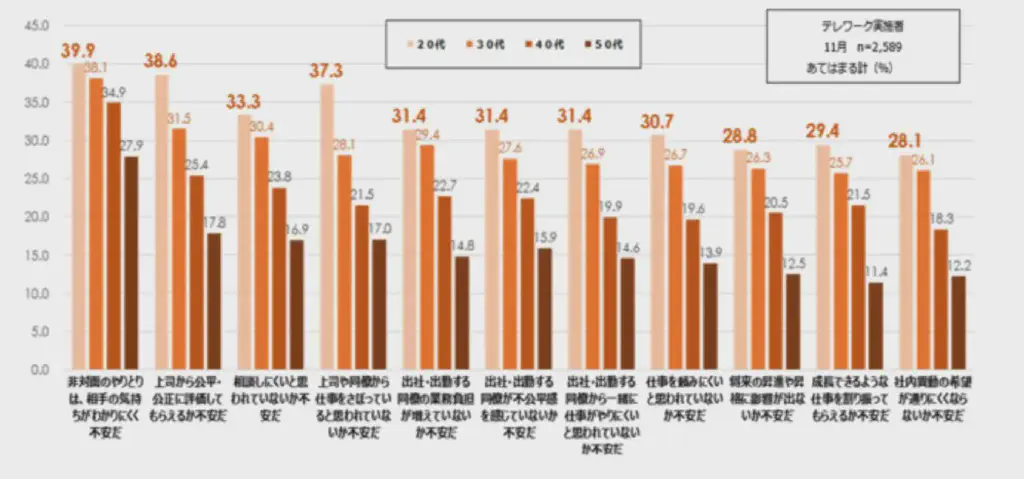 45.0
40.0
35.0
30.0
25.0
20.0
15.0
10.0
5.0
0.0
20代 30代 40代 50代
テレワーク実施者
11月 n=2,589
あてはまる計（%）
39.9 38.1 34.9 27.9
38.6 31.5 25.4 17.8
33.3 30.4 23.8 16.9
37.3 28.1 21.5 17.0
31.4 29.4 22.7 14.8
31.4 27.6 22.4 15.9
31.4 26.9 19.9 14.6
30.7 26.7 19.6 13.9
28.8 26.3 20.5 12.5
29.4 25.7 21.5 11.4
28.1 26.1 18.3 12.2
非対面のやりとり
は、相手の気持
ちがわかりにくく
不安だ
上司から公平・
公正に評価して
もらえるか不安だ
相談しにくいと思
われていないか不
安だ
上司や同僚から
仕事をさぼってい
ると思われていな
いか不安だ
出社・出勤する
同僚の業務負担
が増えていない
か不安だ
出社・出勤する
同僚が不公平感
を感じていないか
不安だ
出社・出勤する
同僚から一緒に
仕事がやりにくい
と思われていない
か不安だ
仕事を頼みにくい
と思われていない
か不安だ
将来の昇進や昇
格に影響が出な
いか不安だ
成長できるような
仕事を割り振って
もらえるか不安だ
社内異動の希望
が通りにくくなら
ないか不安だ